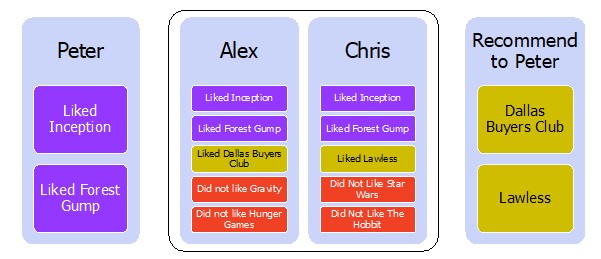 Peter
Liked
Inception
Liked Forest
Gump
Alex
Liked Inception
Liked Forest Gump
Liked Dallas Buyers
Club
Did not like Gravity
Did not like Hunger
Games
Chris
Liked Inception
Liked Forest Gump
Liked Lawless
Did Not Like Star
Wars
Did Not Like The
Hobbit
Recommend
to Peter
Dallas
Buyers Club
Lawless